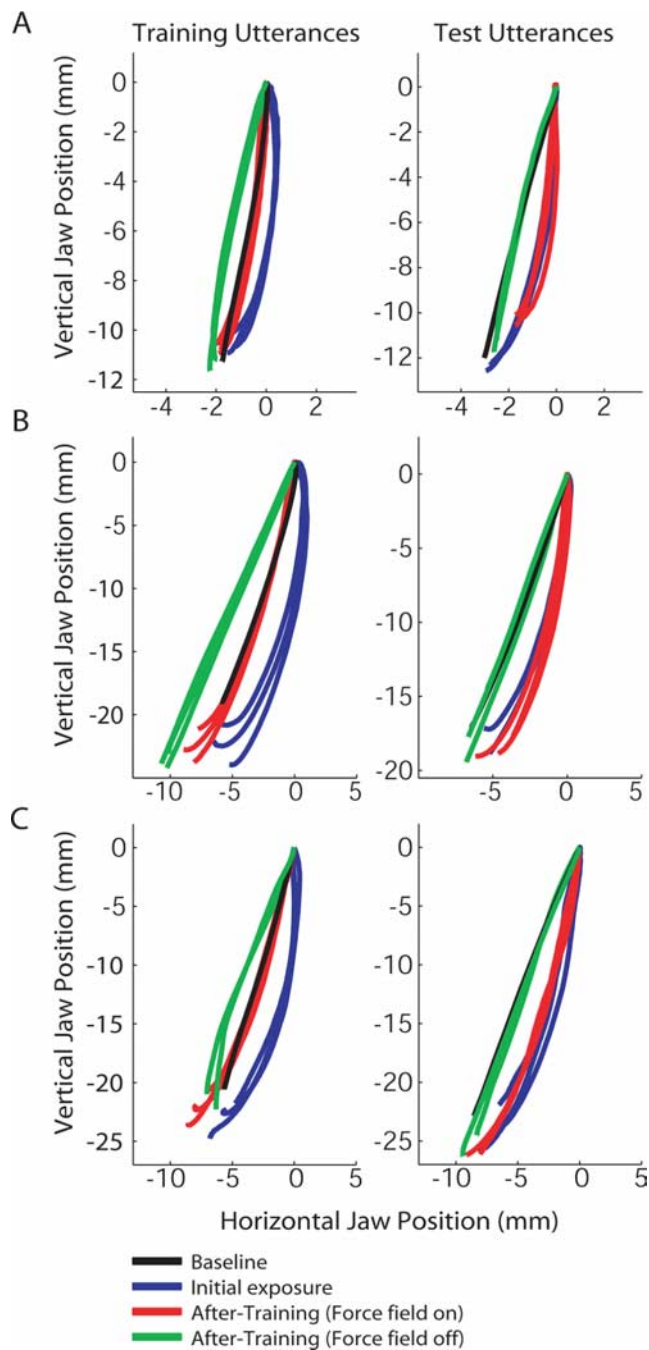 A
Training Utterances
Test Utterances
Vertical Jaw Position (mm)
0
-2
-4
-6
-8
-10
-12
-4 -2 0 2
0
-2
-4
-6
-8
-10
-12
-4 -2 0 2
B
Vertical Jaw Position (mm)
0
-5
-10
-15
-20
-10 -5 0 5
0
-5
-10
-15
-20
-5 0 5
C
Vertical Jaw Position (mm)
0
-5
-10
-15
-20
-25
-10 -5 0 5
0
-5
-10
-15
-20
-25
-10 -5 0 5
Horizontal Jaw Position (mm)
Baseline
Initial exposure
After-Training (Force field on)
After-Training (Force field off)